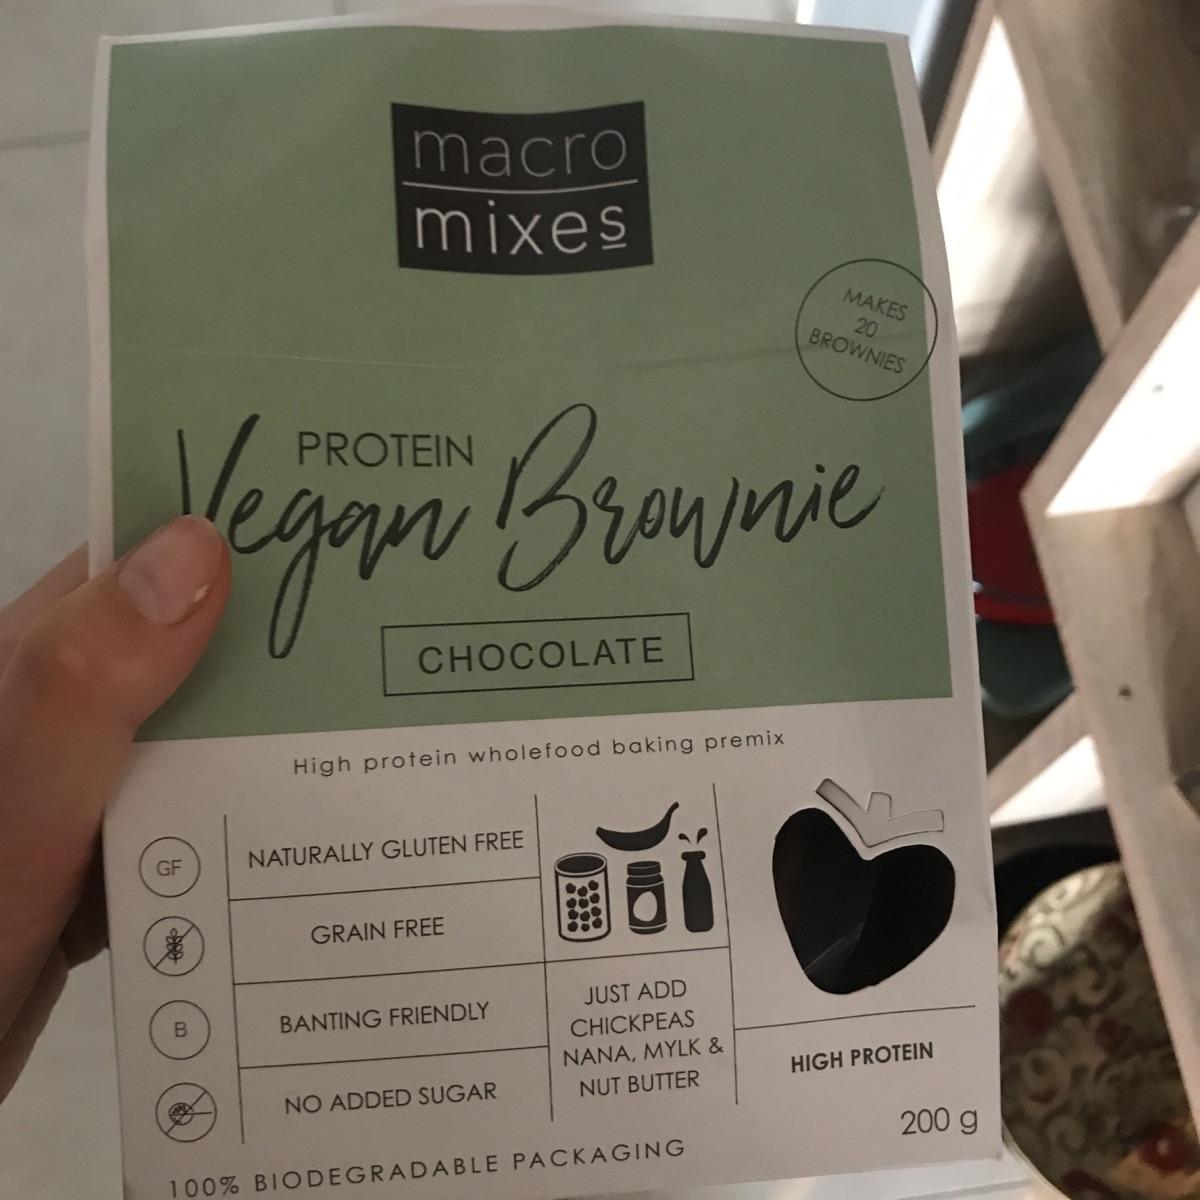 macro
mixes
MAKES
20
BROWNIES
PROTEIN
Vegan Brownie
CHOCOLATE
High protein wholefood baking premix
GF
NATURALLY GLUTEN FREE
GRAIN FREE
B
BANTING FRIENDLY
NO ADDED SUGAR
JUST ADD
CHICKPEAS
NANA, MYLK &
NUT BUTTER
HIGH PROTEIN
200 g
100% BIODEGRADABLE PACKAGING